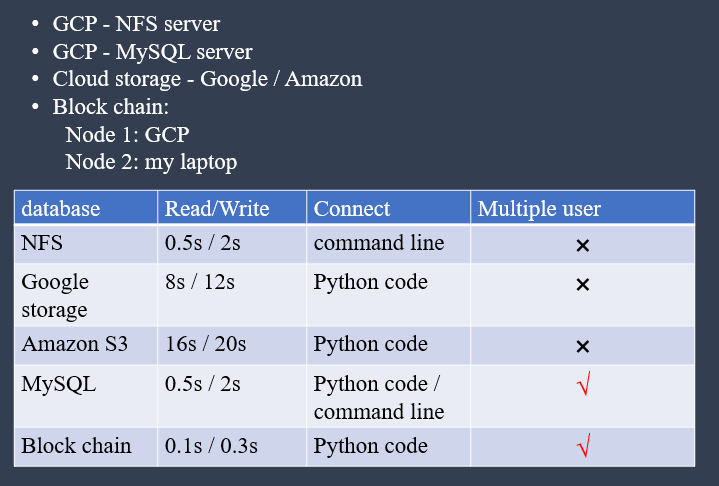 • GCP - NFS server
• GCP - MySQL server
• Cloud storage - Google / Amazon
• Block chain:
Node 1: GCP
Node 2: my laptop
database Read/Write Connect Multiple user
NFS 0.5s / 2s command line ×
Google storage 8s / 12s Python code ×
Amazon S3 16s / 20s Python code ×
MySQL 0.5s / 2s Python code / command line √
Block chain 0.1s / 0.3s Python code √